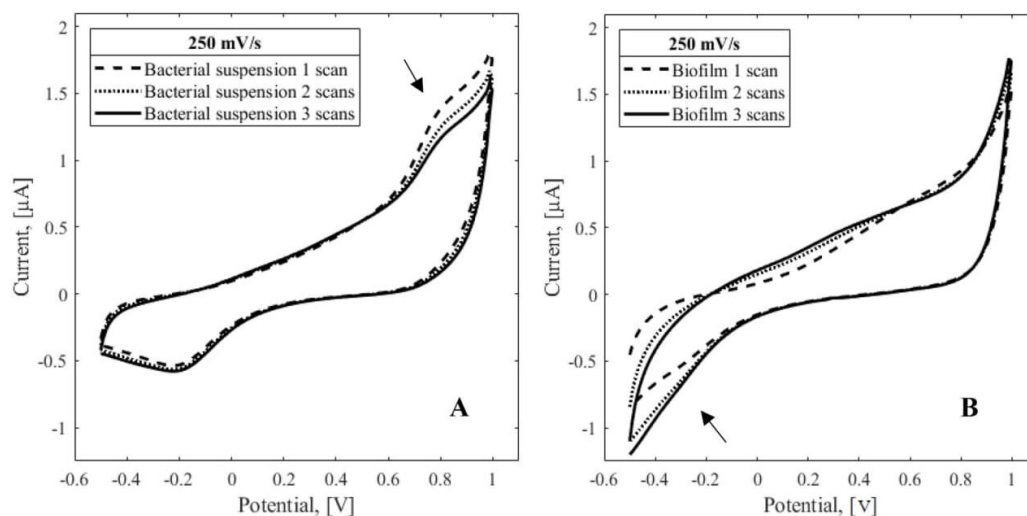 250 mV/s
Bacterial suspension 1 scan
Bacterial suspension 2 scans
Bacterial suspension 3 scans
Current, [μA]
2
1.5
1
0.5
0
-0.5
-1
A
-0.6
-0.4
-0.2
0
0.2
0.4
0.6
0.8
1
Potential, [V]
250 mV/s
Biofilm 1 scan
Biofilm 2 scans
Biofilm 3 scans
Current, [μA]
2
1.5
1
0.5
0
-0.5
-1
B
-0.6
-0.4
-0.2
0
0.2
0.4
0.6
0.8
1
Potential, [V]